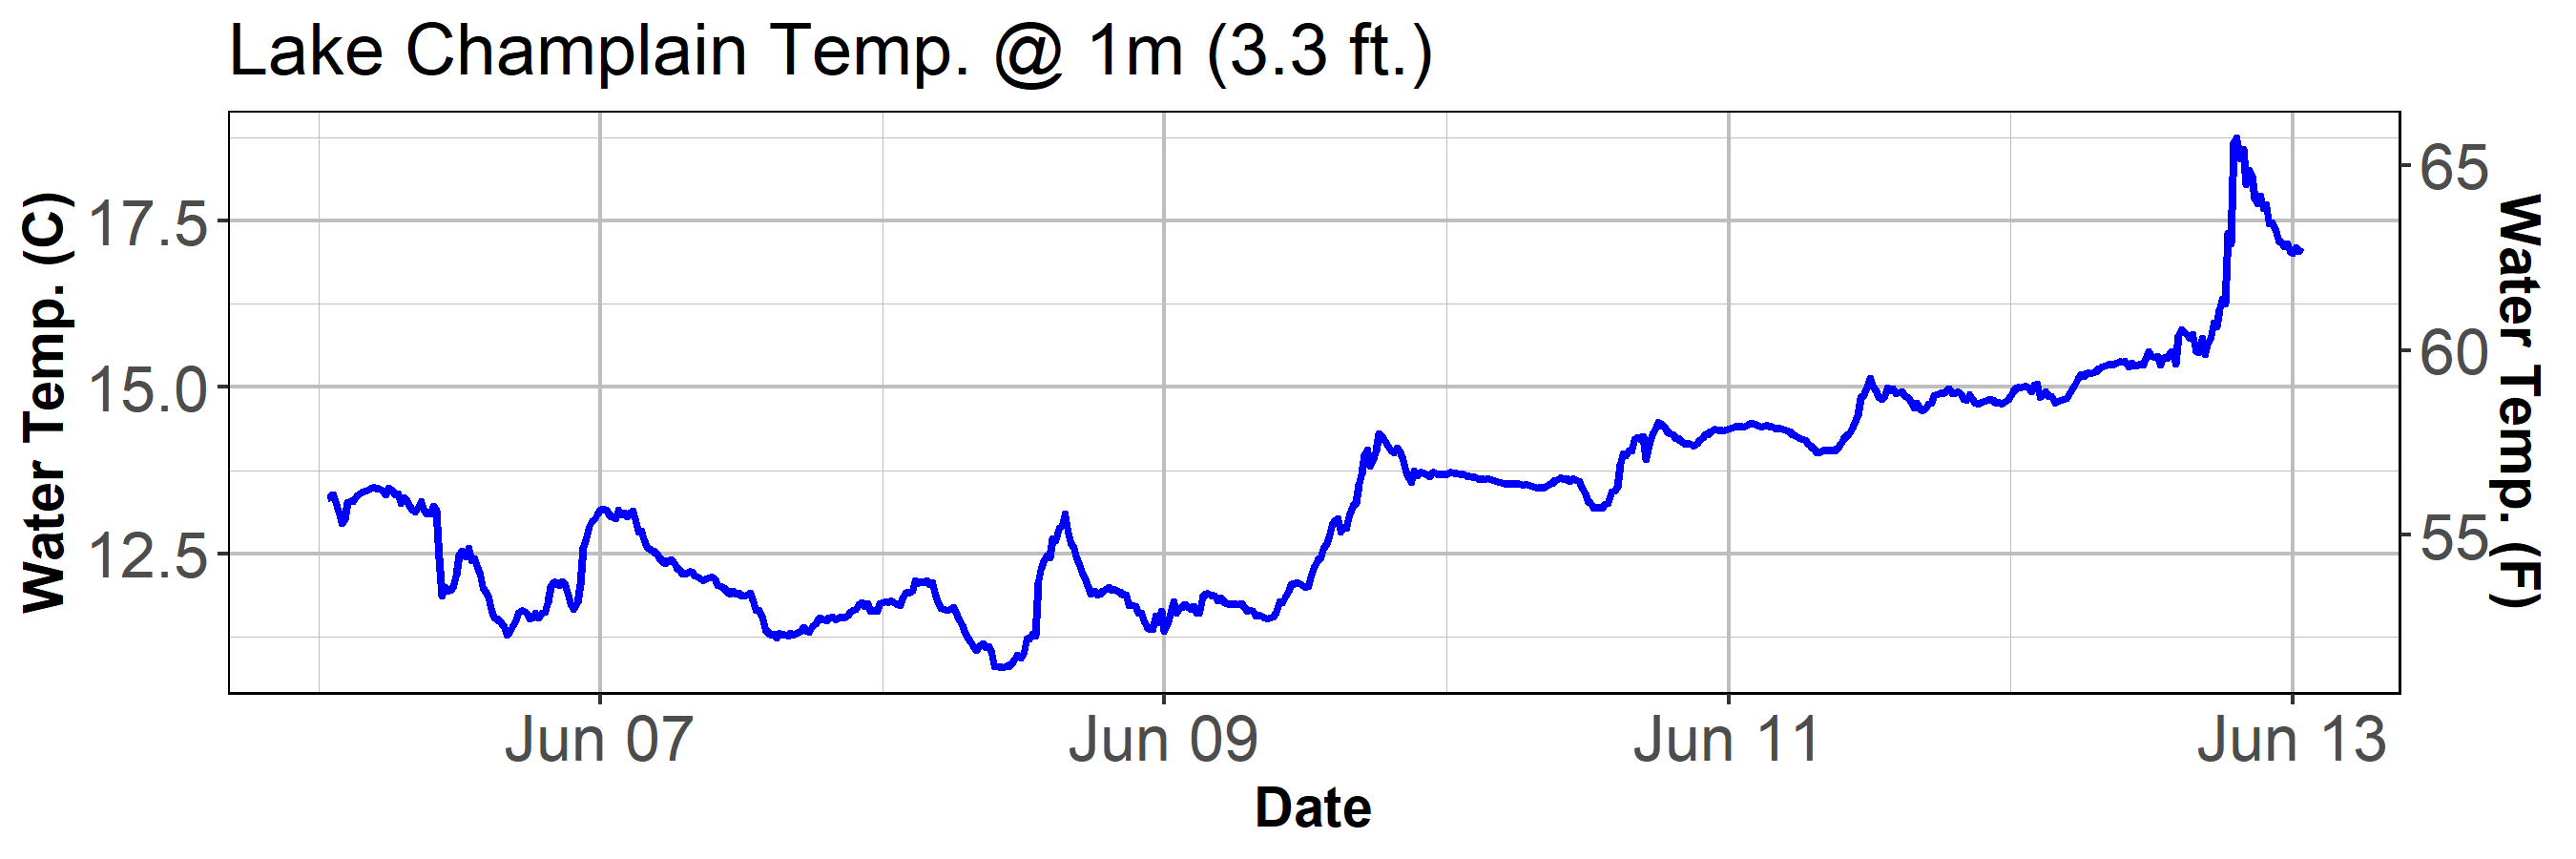 Lake Champlain Temp. @ 1m (3.3 ft.)
Water Temp. (C)
17.5
15.0
12.5
65
60
55
Water Temp. (F)
Jun 07 Jun 09 Jun 11 Jun 13
Date